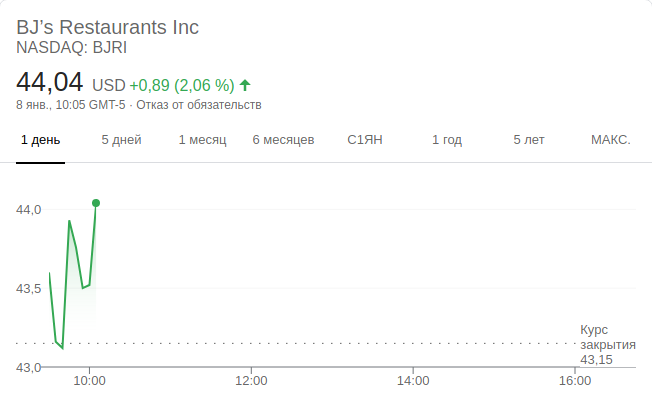 BJ’s Restaurants Inc
NASDAQ: BJRI
44,04 USD +0,89 (2,06 %)
8 янв., 10:05 GMT-5 · Отказ от обязательств
1 день 5 дней 1 месяц 6 месяцев С1ЯН 1 год 5 лет МАКС.
44,0
43,5
Курс
закрытия
43,15
43,0
10:00 12:00 14:00 16:00